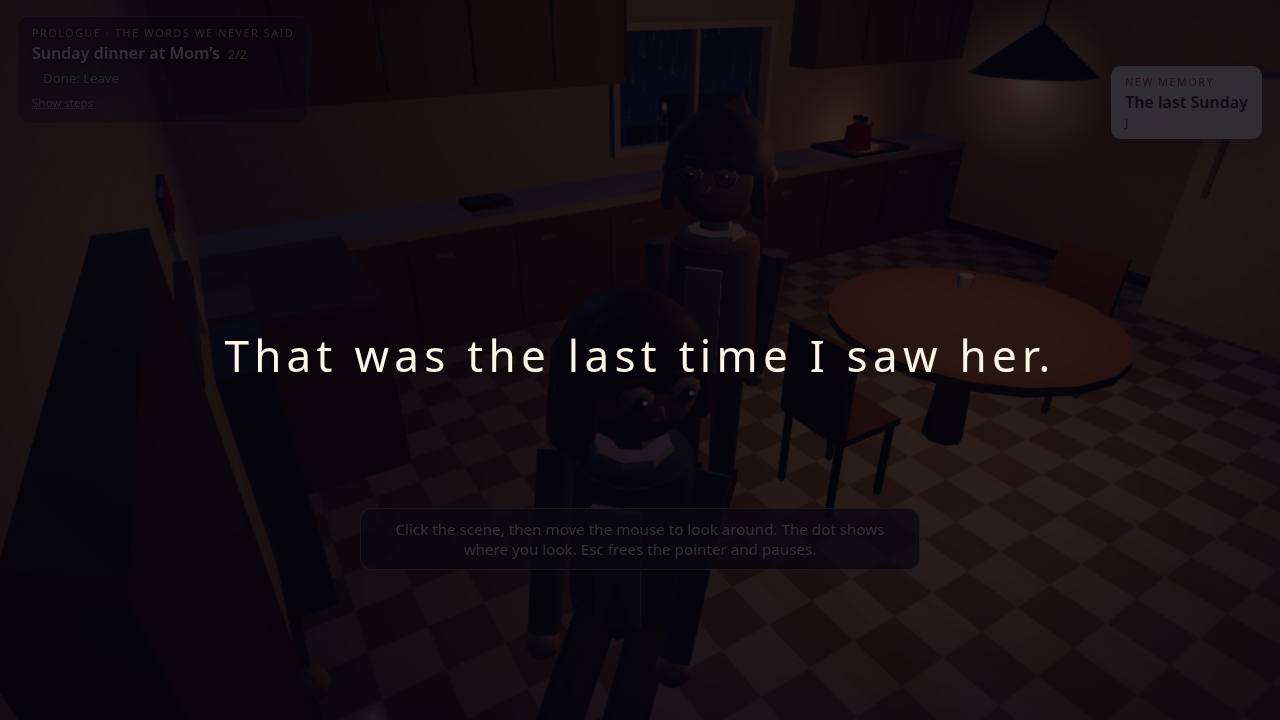 PROLOGUE · THE WORDS WE NEVER SAID
Sunday dinner at Mom's 2/2
Done: Leave
Show steps
NEW MEMORY
The last Sunday
J
That was the last time I saw her.
Click the scene, then move the mouse to look around. The dot shows
where you look. Esc frees the pointer and pauses.